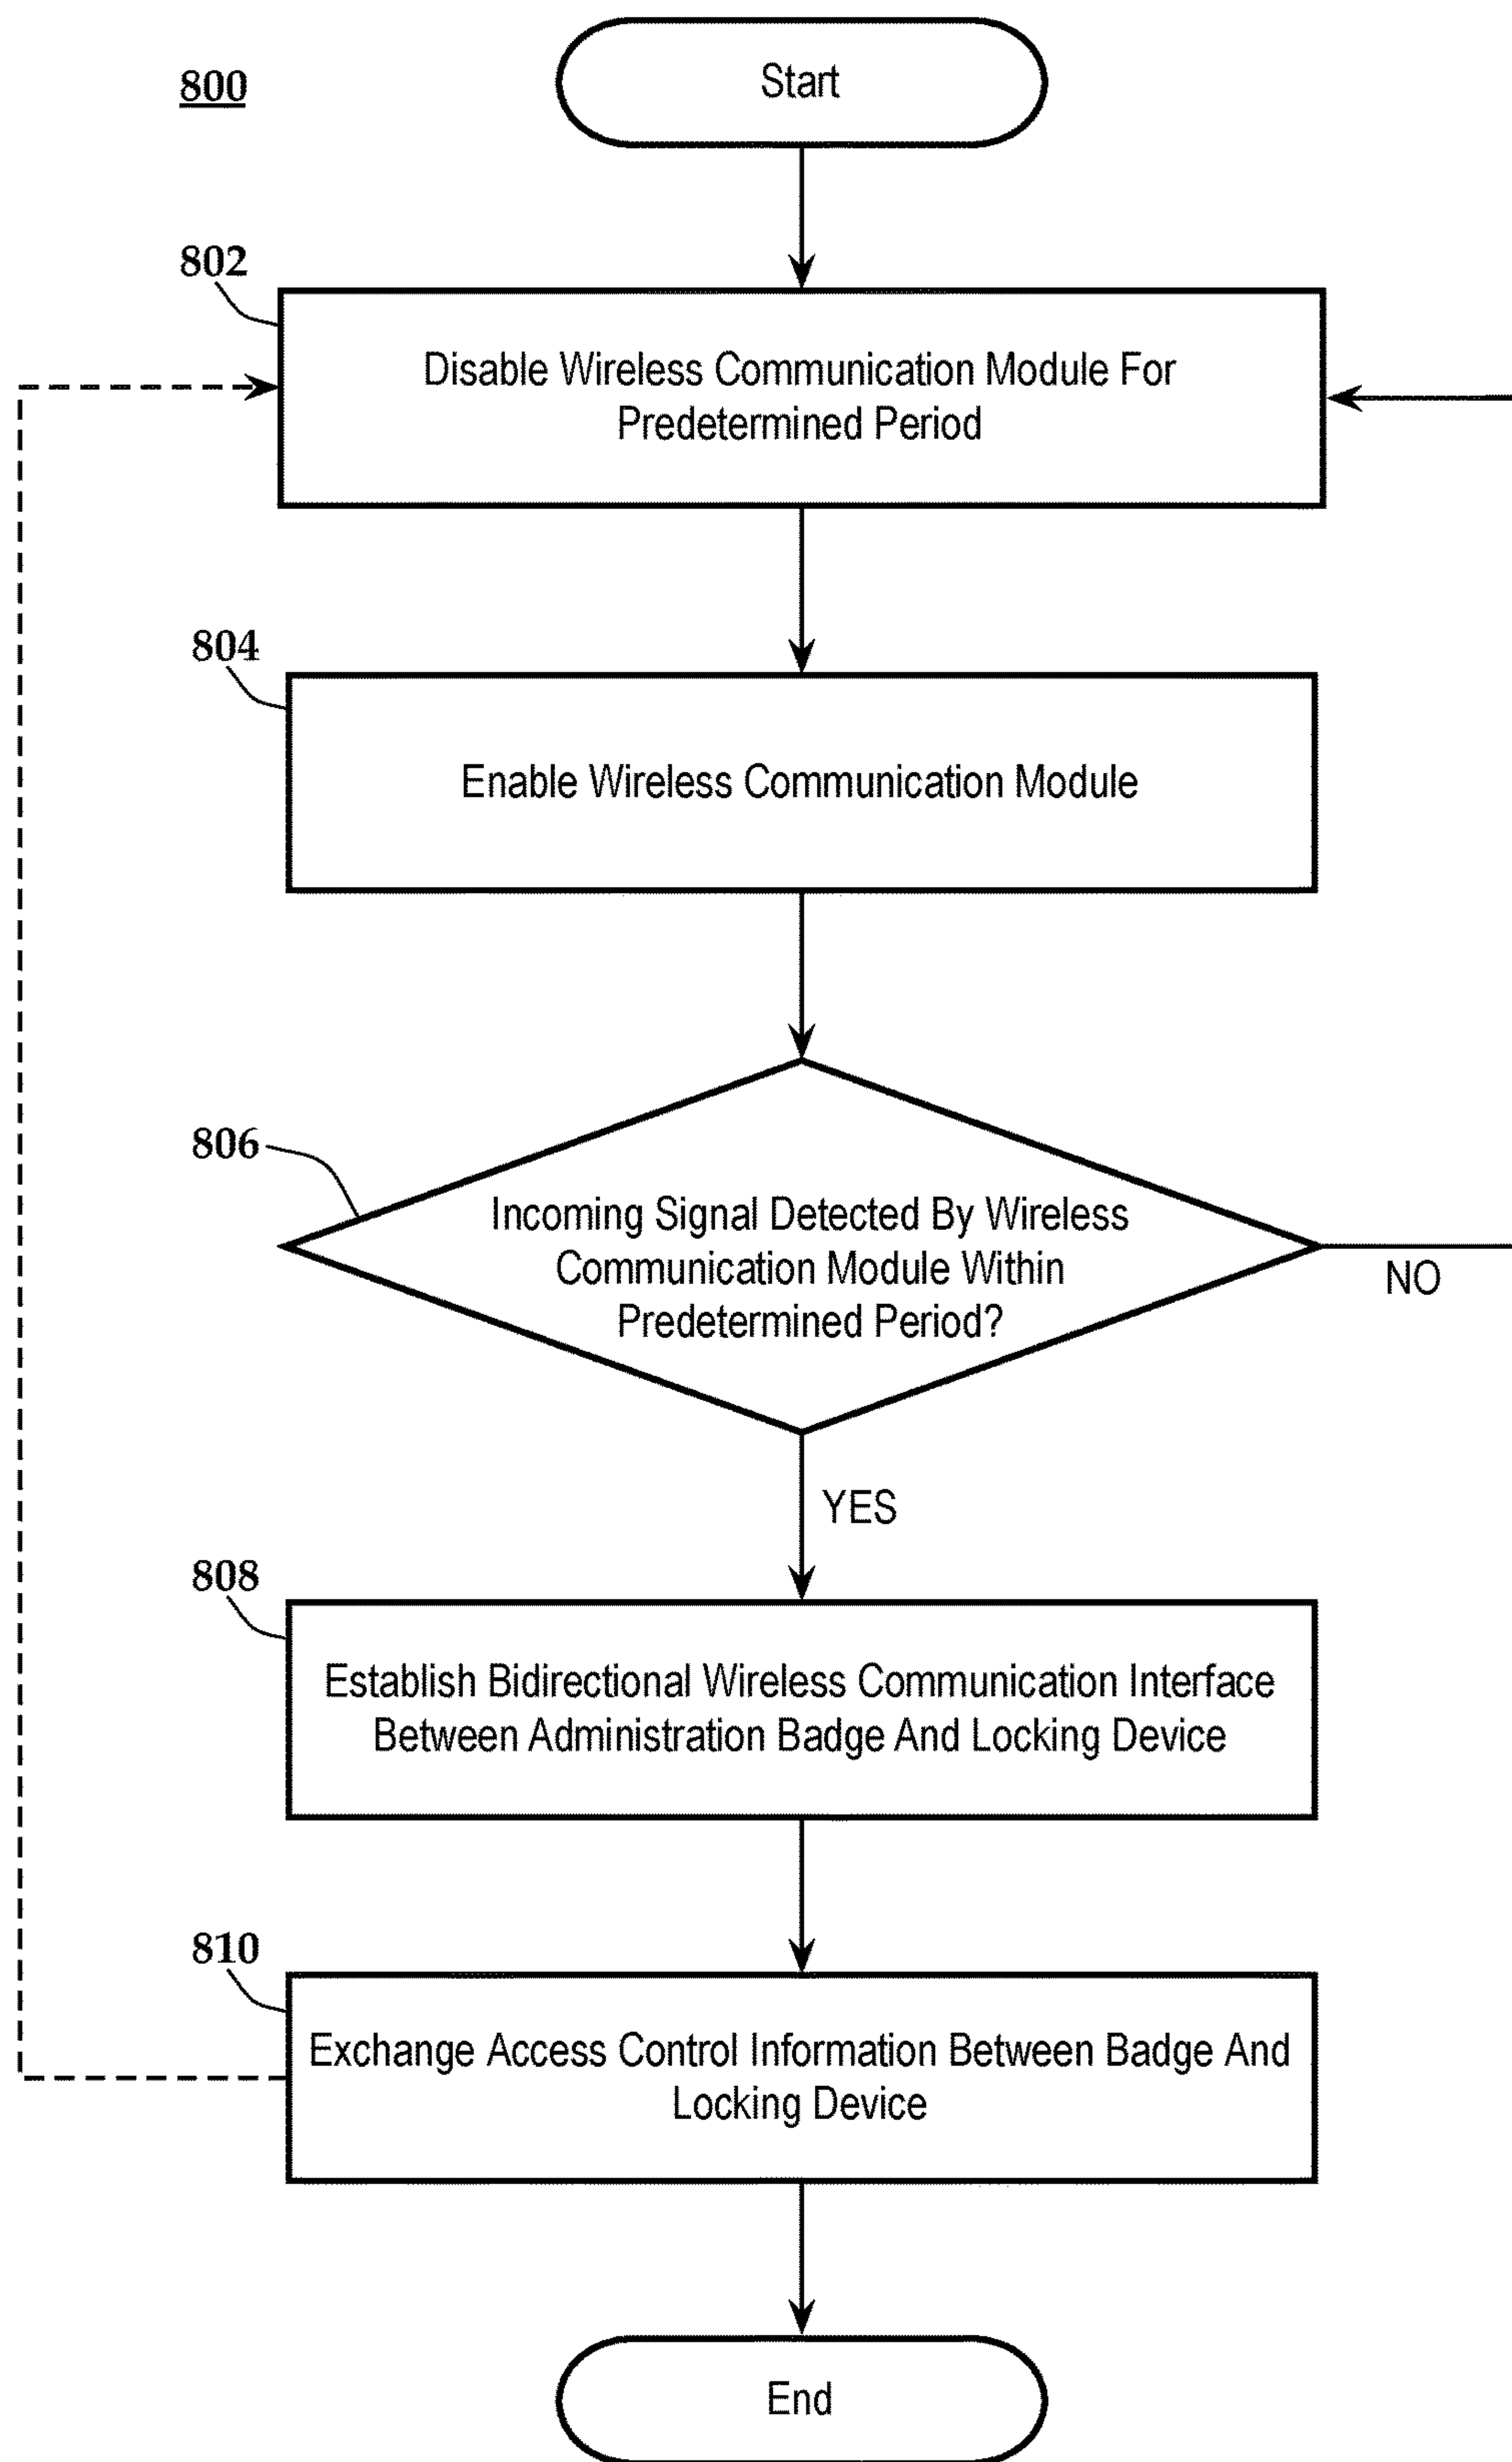 800
Start
802
Disable Wireless Communication Module For
Predetermined Period
804
Enable Wireless Communication Module
806
Incoming Signal Detected By Wireless
Communication Module Within
Predetermined Period?
NO
YES
808
Establish Bidirectional Wireless Communication Interface
Between Administration Badge And Locking Device
810
Exchange Access Control Information Between Badge And
Locking Device
End